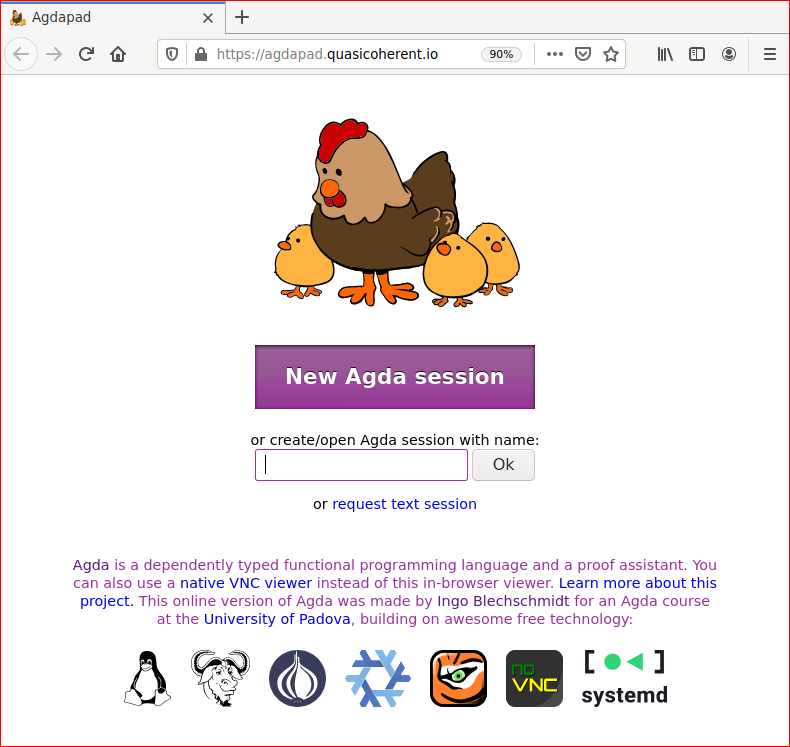 Agdapad
https://agdapad.quasicoherent.io
90%
New Agda session
or create/open Agda session with name:
Ok
or request text session
Agda is a dependently typed functional programming language and a proof assistant. You
can also use a native VNC viewer instead of this in-browser viewer. Learn more about this
project. This online version of Agda was made by Ingo Blechschmidt for an Agda course
at the University of Padova, building on awesome free technology:
no
VNC
systemd